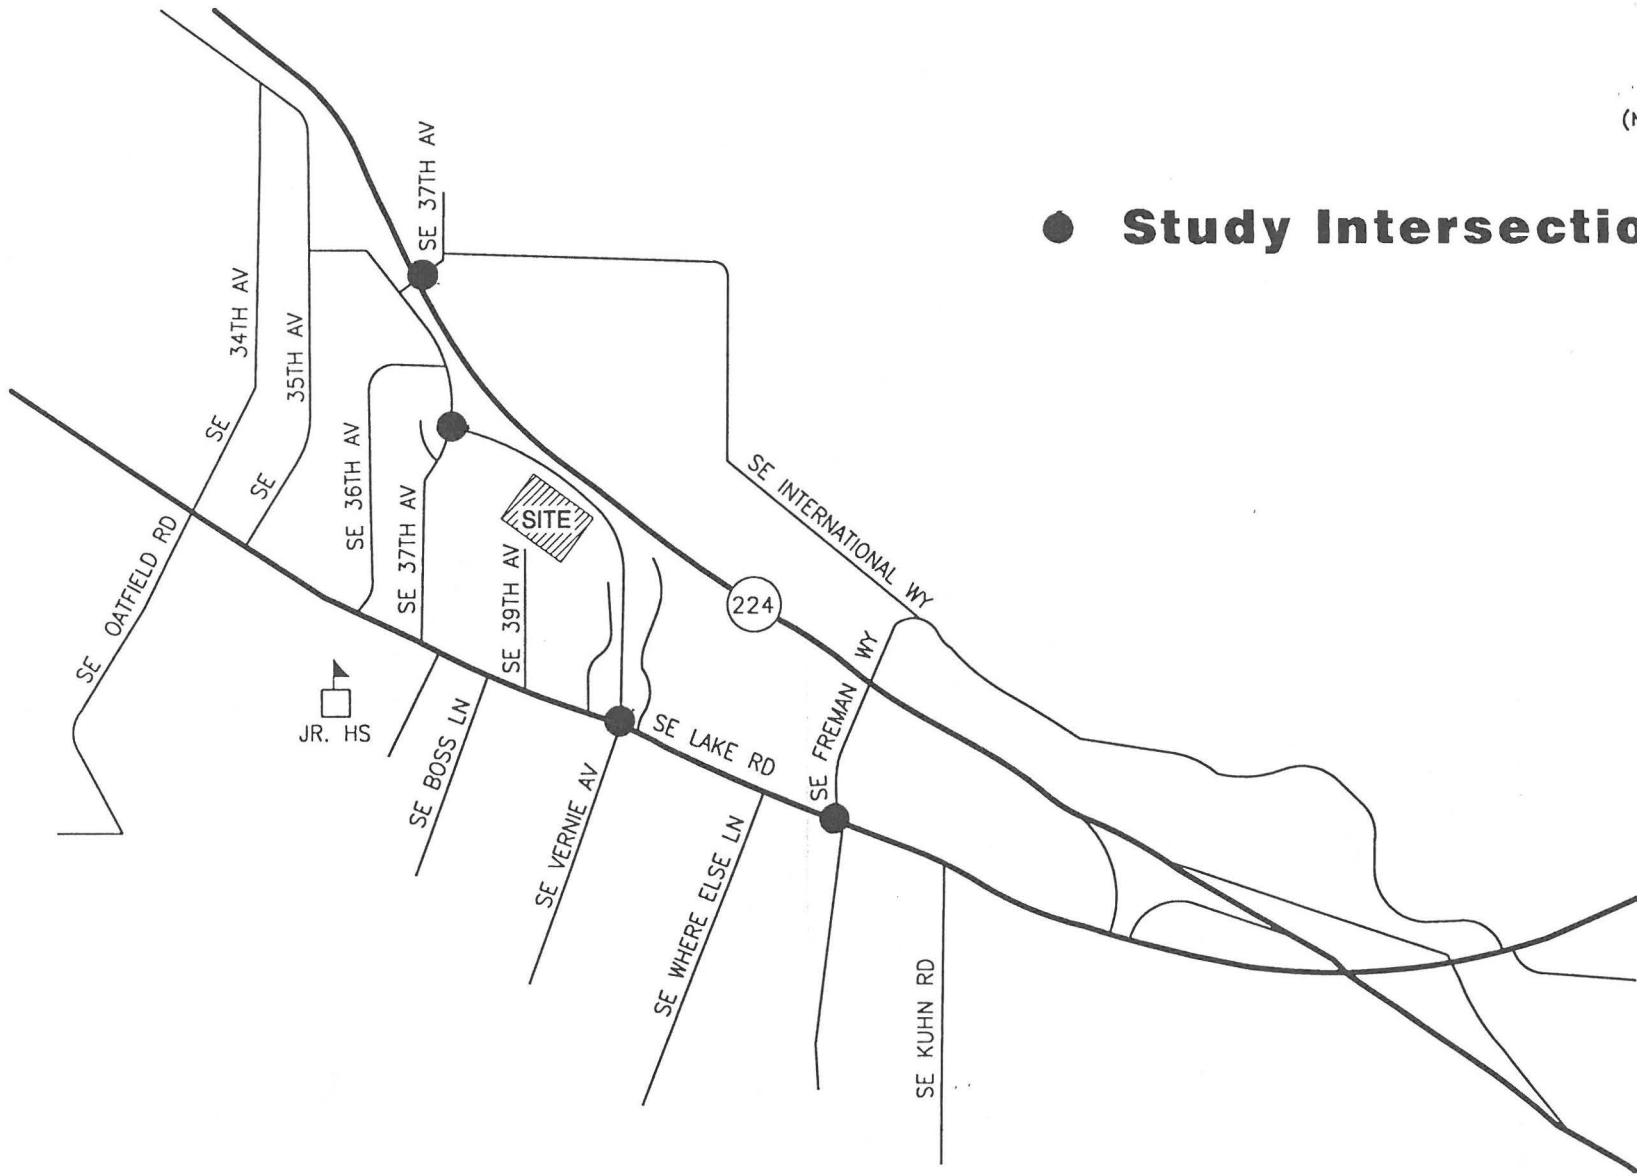 SE 37TH AV
Study Intersectio
SE 34TH AV
SE 35TH AV
SE 36TH AV
SE 37TH AV
SITE
SE 39TH AV
SE INTERNATIONAL WY
224
SE OATFIELD RD
JR. HS
SE BOSS LN
SE VERNIE AV
SE LAKE RD
SE FREMAN WY
SE WHERE ELSE LN
SE KUHN RD